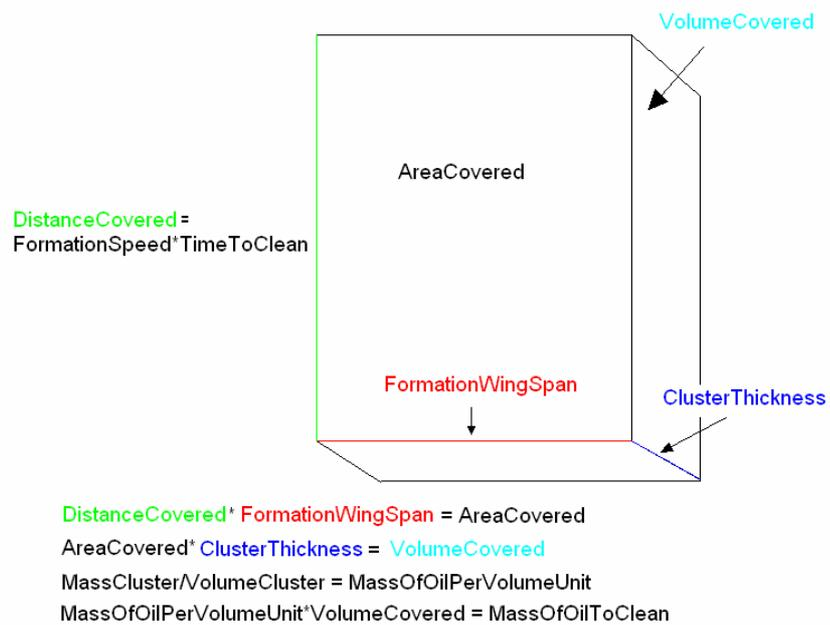 VolumeCovered
AreaCovered
DistanceCovered =
FormationSpeed*TimeToClean
FormationWingSpan
ClusterThickness
DistanceCovered* FormationWingSpan = AreaCovered
AreaCovered* ClusterThickness = VolumeCovered
MassCluster/VolumeCluster = MassOfOilPerVolumeUnit
MassOfOilPerVolumeUnit*VolumeCovered = MassOfOilToClean